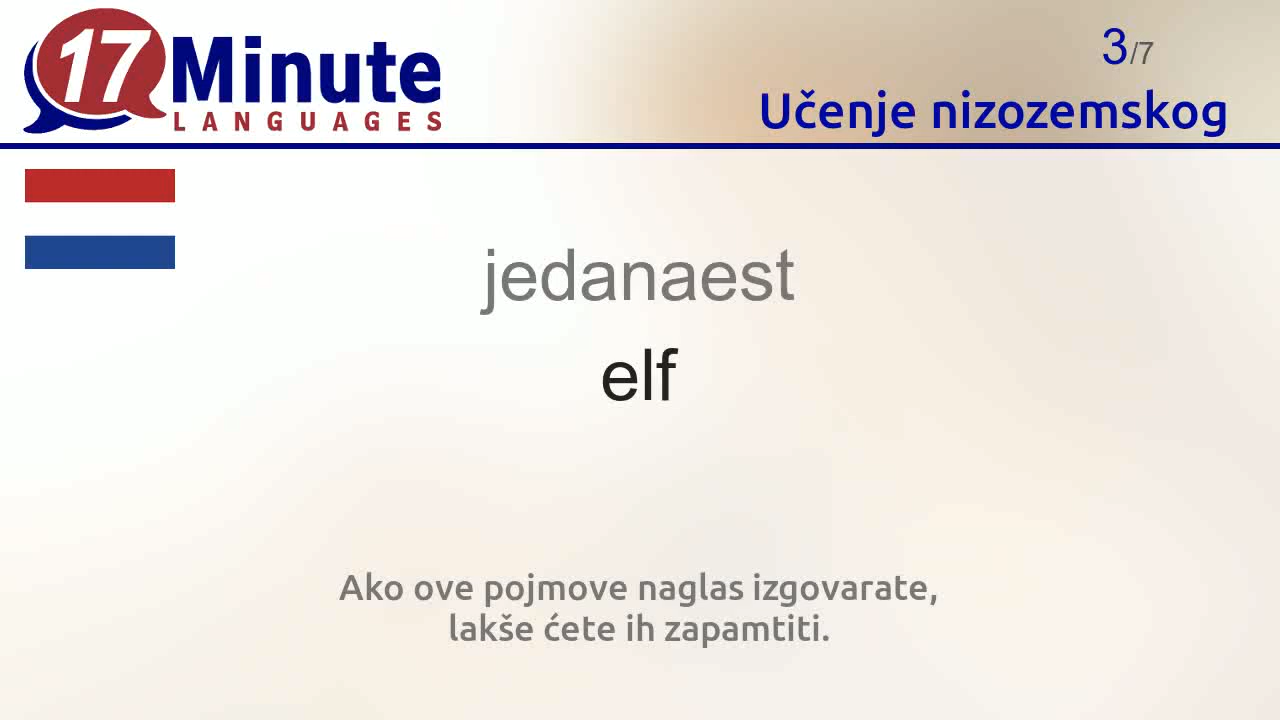 17 Minute
LANGUAGES
3/7
Učenje nizozemskog
jedanaest
elf
Ako ove pojmove naglas izgovarate,
lakše ćete ih zapamtiti.